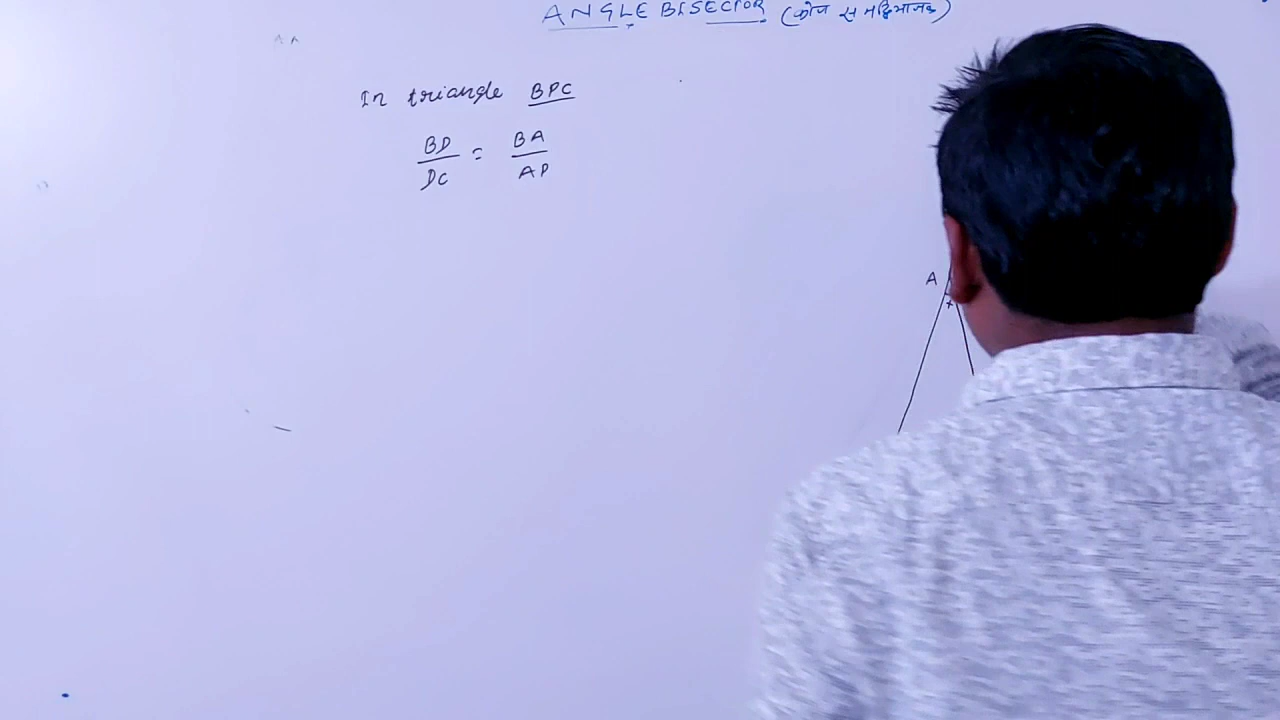 ANGLE BISECTOR (कोण समद्विभाजक)
In triangle BPC
BD/DC = BA/AP
A
x